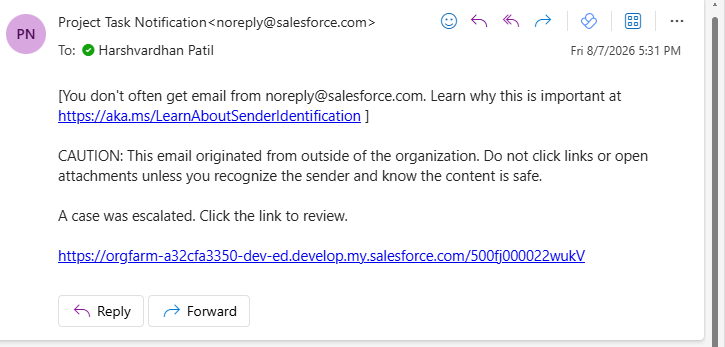 PN
Project Task Notification<noreply@salesforce.com>
To: Harshvardhan Patil
Fri 8/7/2026 5:31 PM
[You don't often get email from noreply@salesforce.com. Learn why this is important at
https://aka.ms/LearnAboutSenderIdentification ]
CAUTION: This email originated from outside of the organization. Do not click links or open
attachments unless you recognize the sender and know the content is safe.
A case was escalated. Click the link to review.
https://orgfarm-a32cfa3350-dev-ed.develop.my.salesforce.com/500fj000022wukV
Reply
Forward